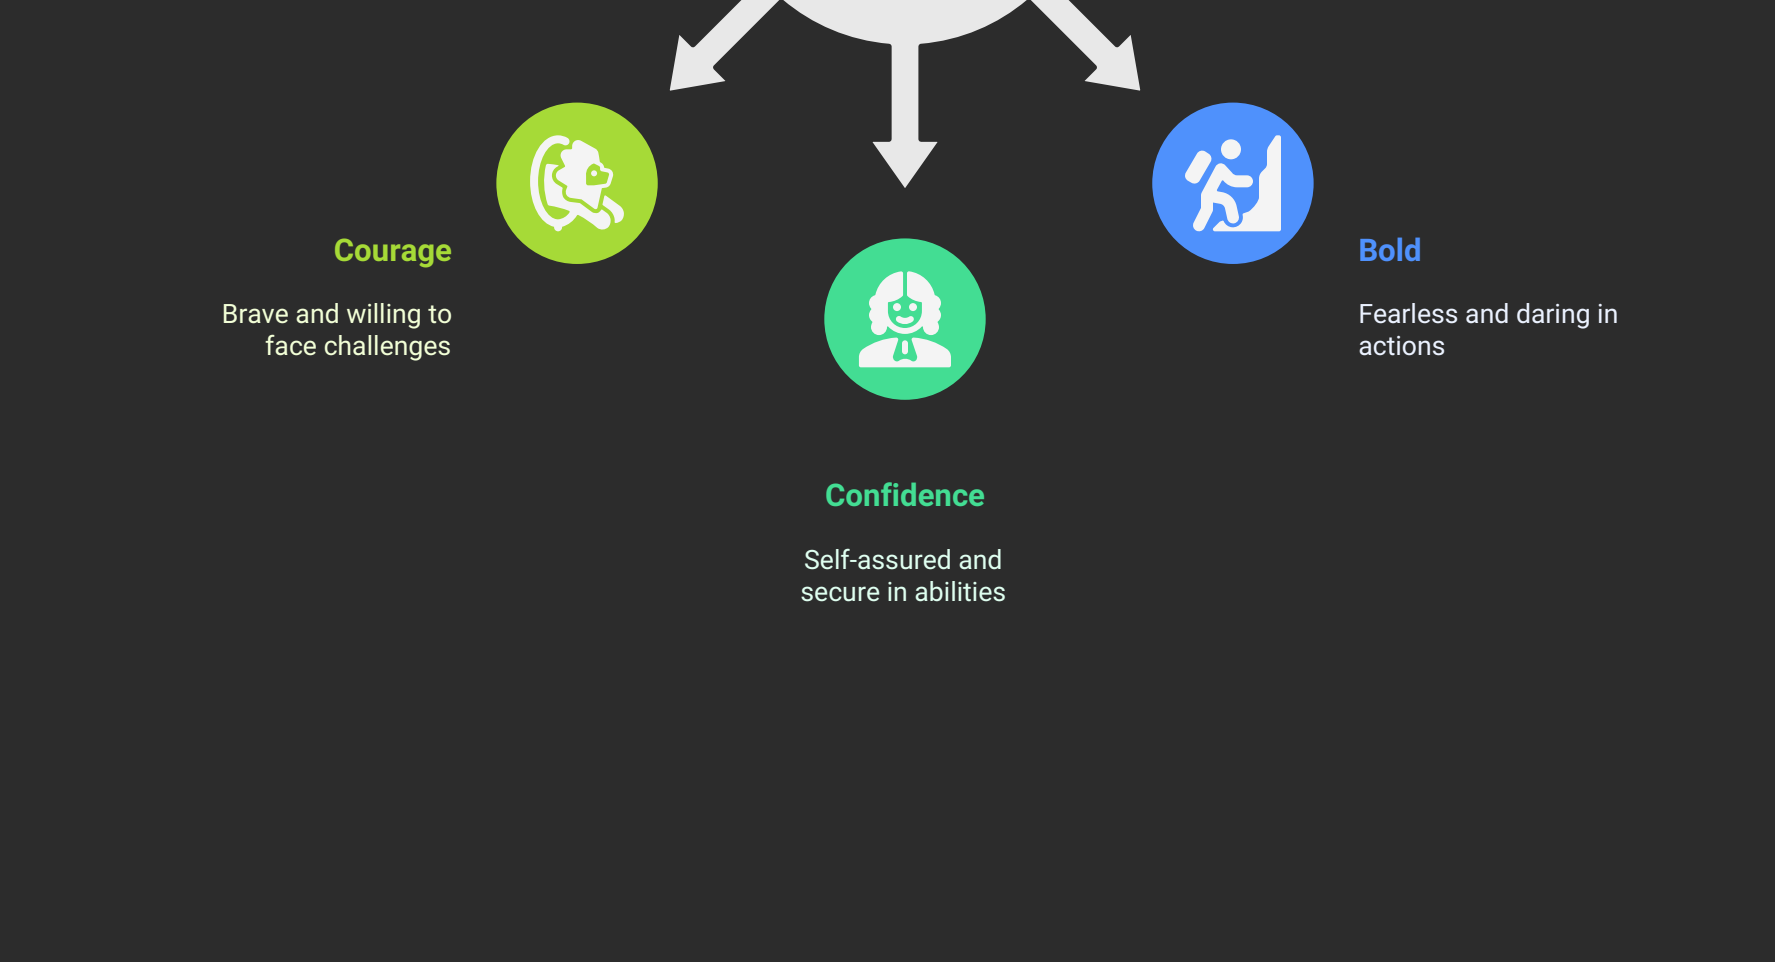 Courage
Brave and willing to
face challenges
Confidence
Self-assured and
secure in abilities
Bold
Fearless and daring in
actions